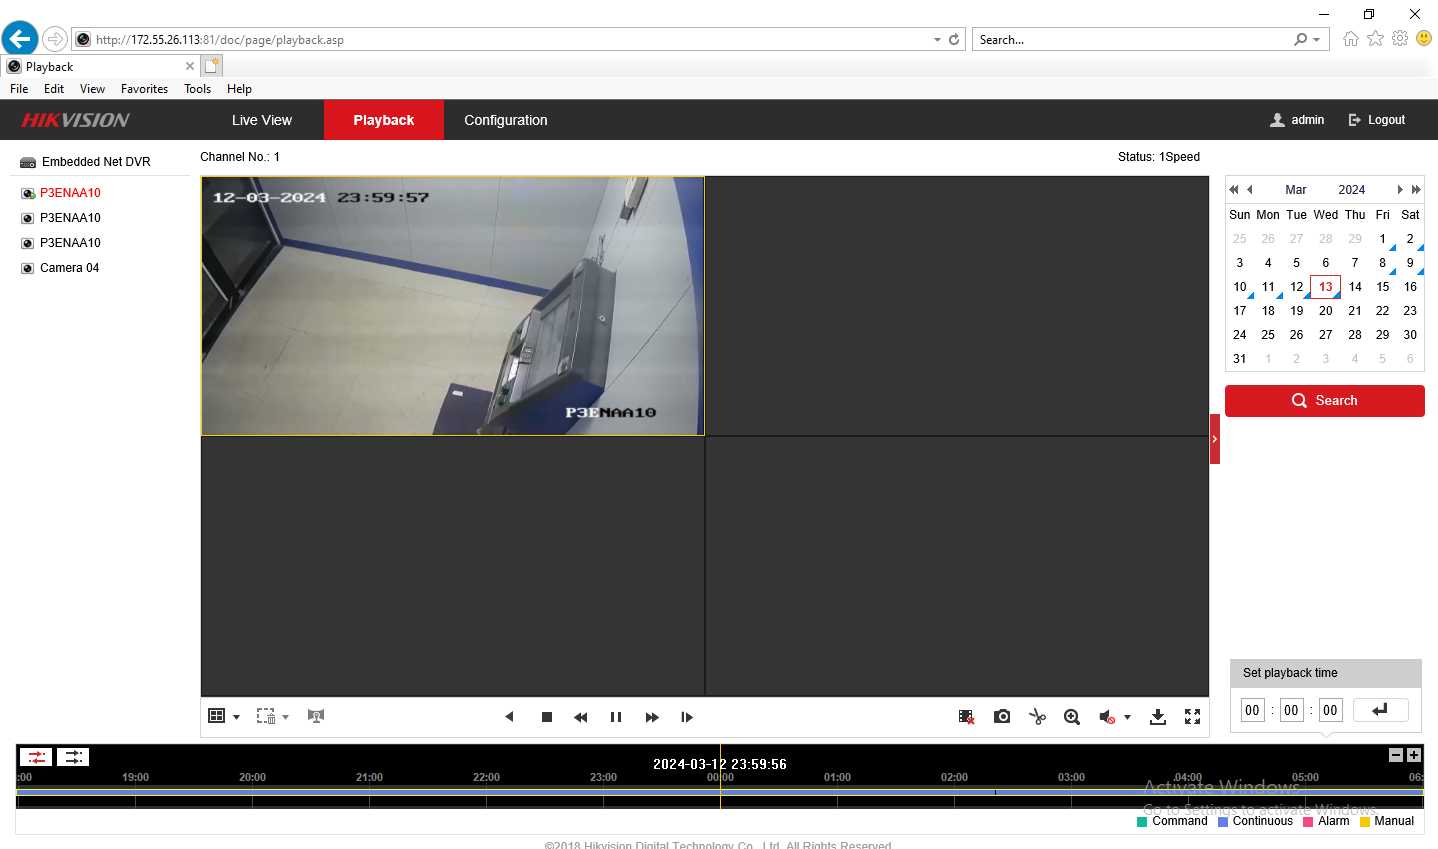 http://172.55.26.113:81/doc/page/playback.asp
Search...
Playback
File Edit View Favorites Tools Help
HIKVISION
Live View
Playback
Configuration
admin
Logout
Embedded Net DVR
P3ENAA10
P3ENAA10
P3ENAA10
Camera 04
Channel No.: 1
Status: 1Speed
12-03-2024 23:59:57
P3ENAA10
Mar 2024
Sun Mon Tue Wed Thu Fri Sat
25 26 27 28 29 1 2
3 4 5 6 7 8 9
10 11 12 13 14 15 16
17 18 19 20 21 22 23
24 25 26 27 28 29 30
31 1 2 3 4 5 6
Search
Set playback time
00 : 00 : 00
2024-03-12 23:59:56
:00 19:00 20:00 21:00 22:00 23:00 00:00 01:00 02:00 03:00 04:00 05:00 06:
Activate Windows
Go to Settings to activate Windows.
Command Continuous Alarm Manual
©2018 Hikvision Digital Technology Co., Ltd. All Rights Reserved.